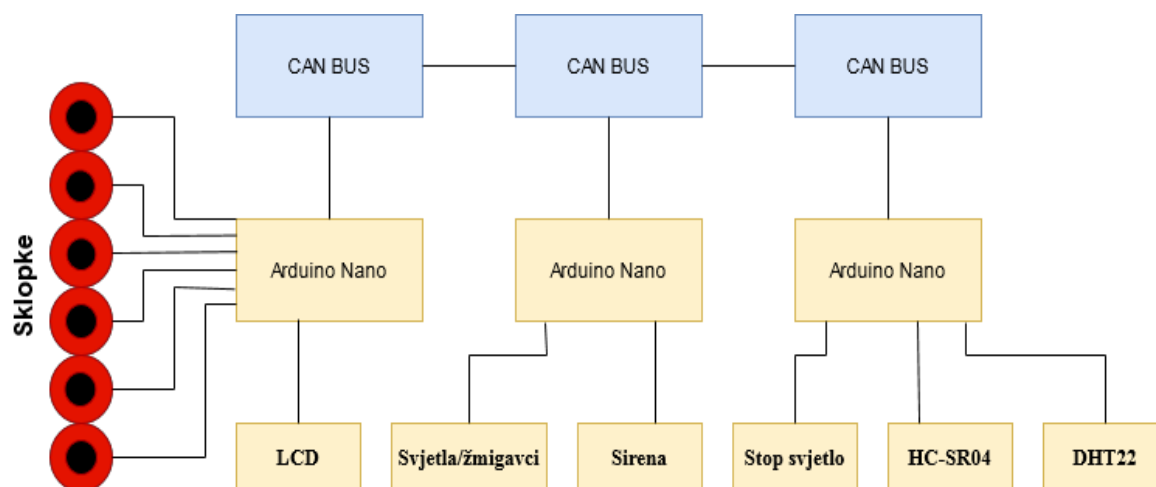 CAN BUS
CAN BUS
CAN BUS
Sklopke
Arduino Nano
Arduino Nano
Arduino Nano
LCD
Svjetla/žmigavci
Sirena
Stop svjetlo
HC-SR04
DHT22